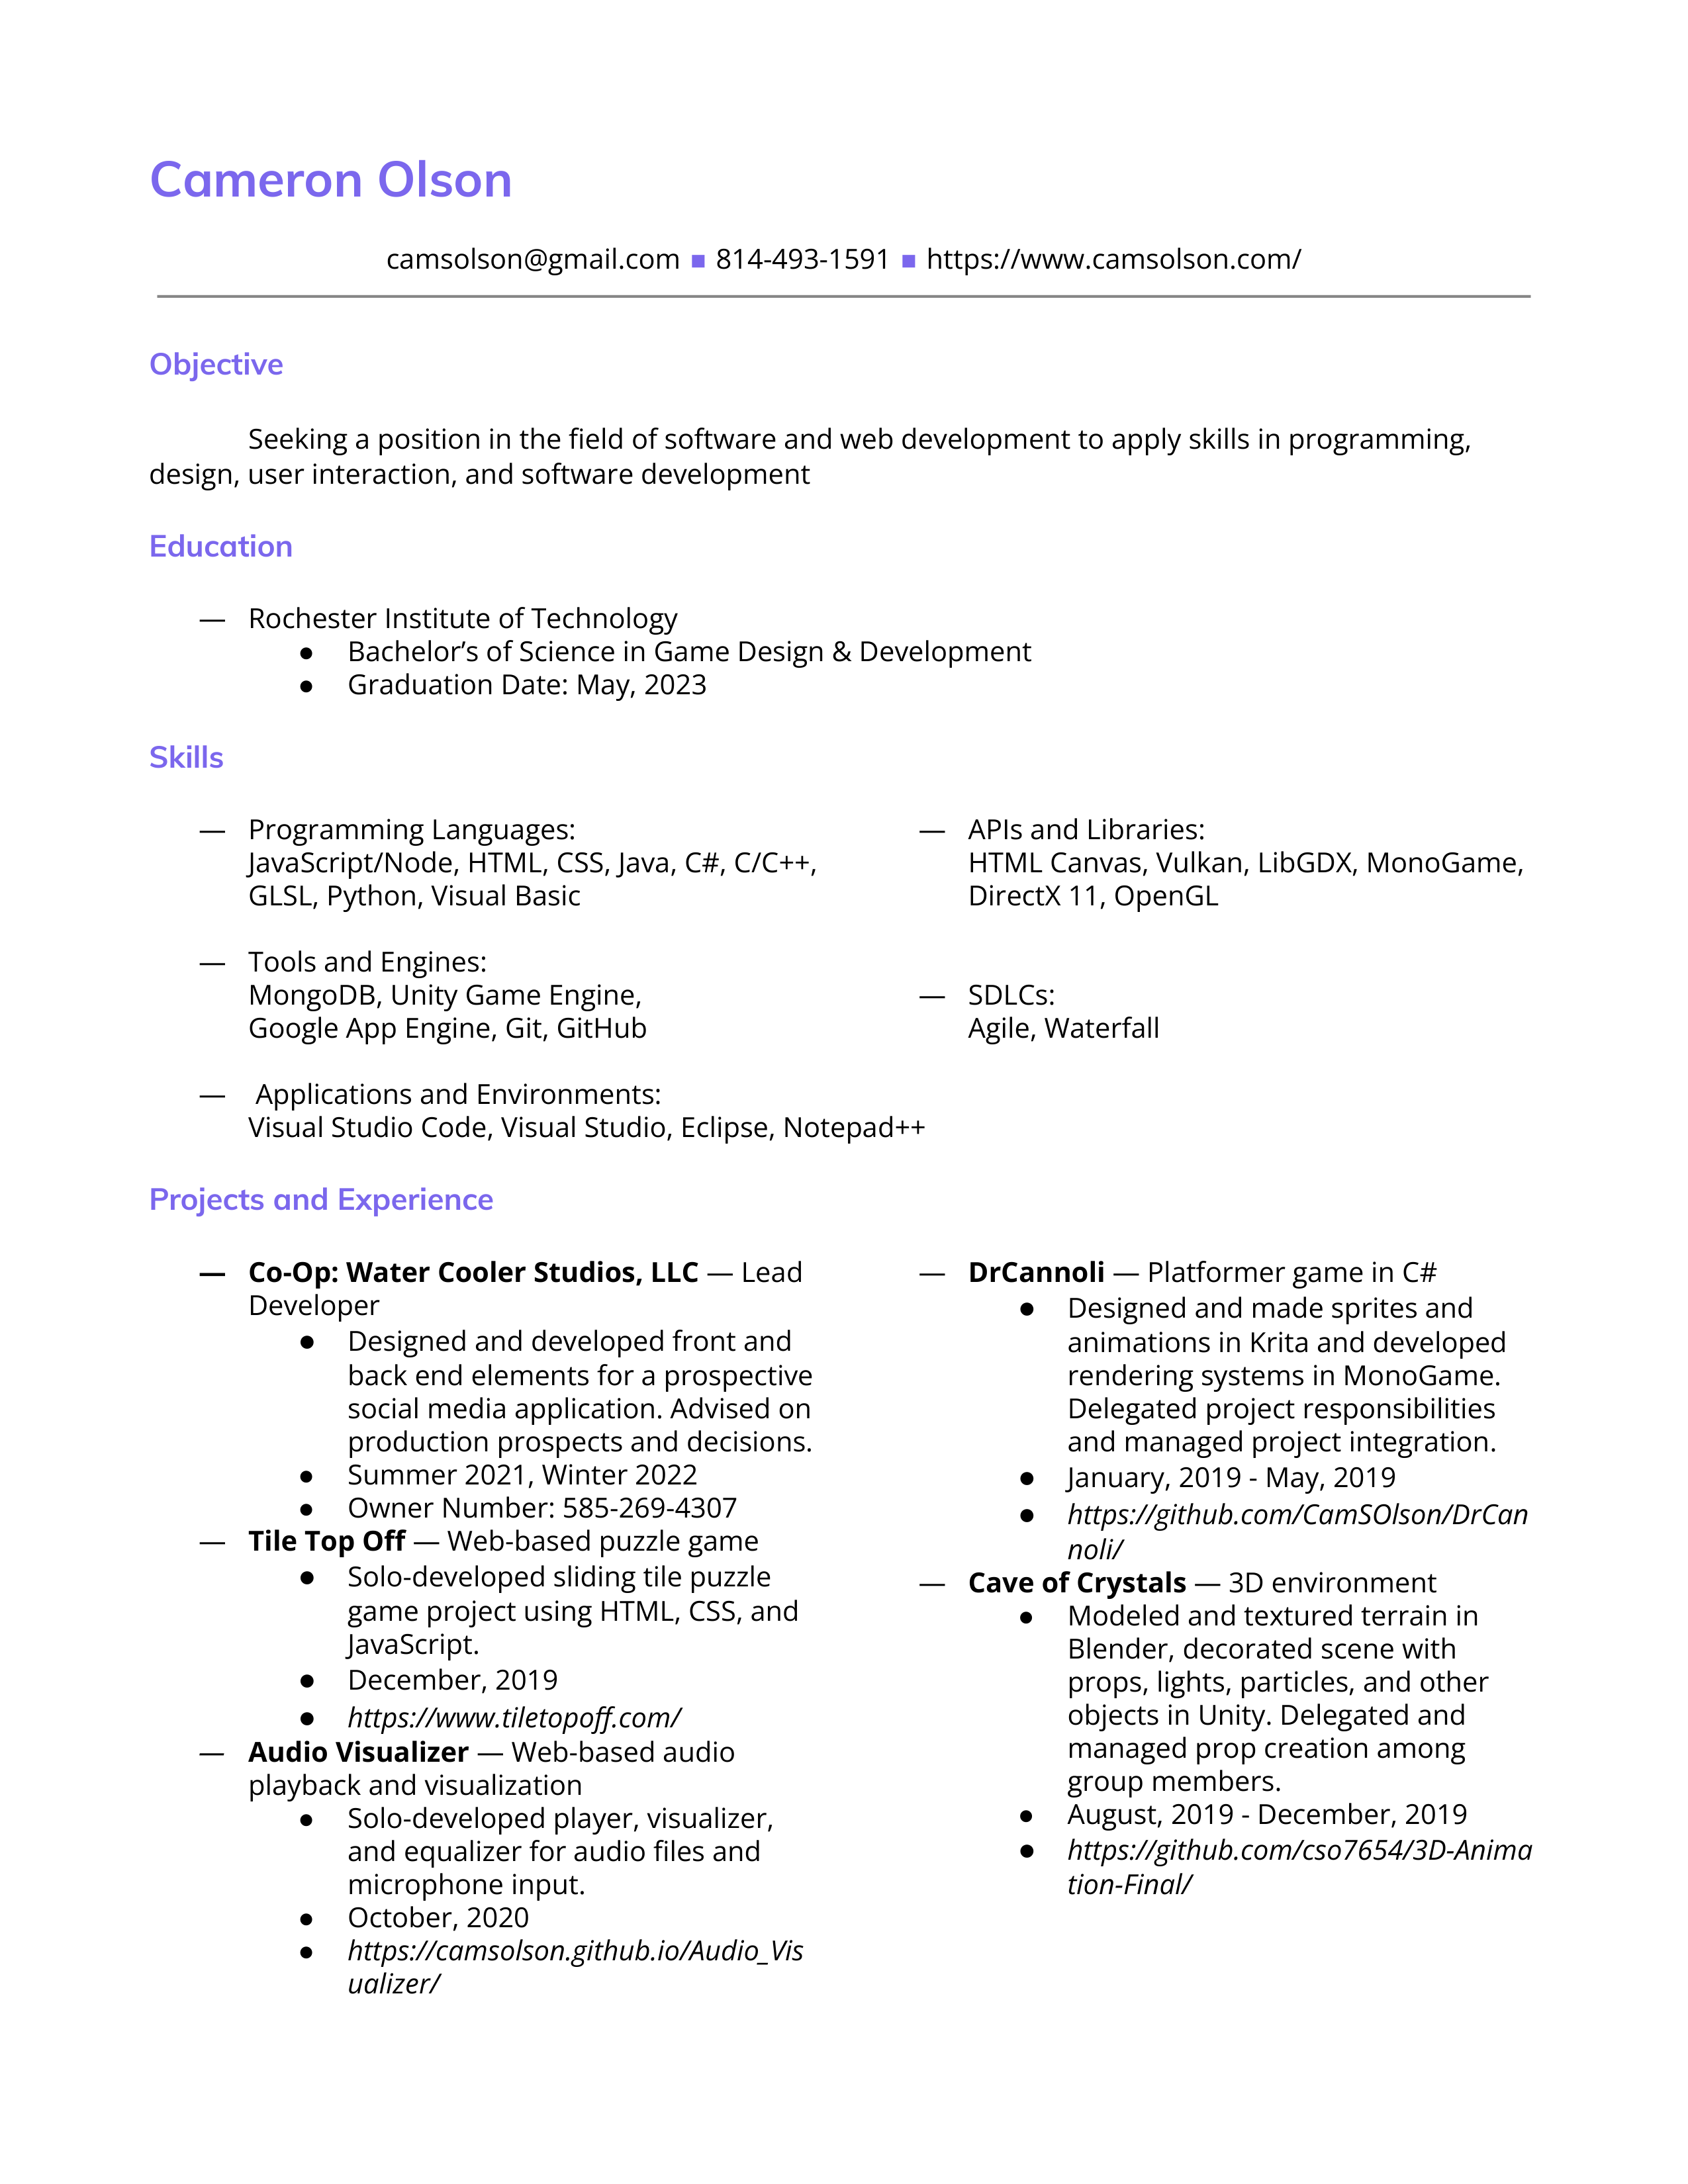 Cameron Olson
camsolson@gmail.com ■ 814-493-1591 ■ https://www.camsolson.com/
Objective
Seeking a position in the field of software and web development to apply skills in programming,
design, user interaction, and software development
Education
— Rochester Institute of Technology
● Bachelor’s of Science in Game Design & Development
● Graduation Date: May, 2023
Skills
— Programming Languages:
JavaScript/Node, HTML, CSS, Java, C#, C/C++,
GLSL, Python, Visual Basic
— Tools and Engines:
MongoDB, Unity Game Engine,
Google App Engine, Git, GitHub
— Applications and Environments:
Visual Studio Code, Visual Studio, Eclipse, Notepad++
— APIs and Libraries:
HTML Canvas, Vulkan, LibGDX, MonoGame,
DirectX 11, OpenGL
— SDLCs:
Agile, Waterfall
Projects and Experience
— Co-Op: Water Cooler Studios, LLC — Lead
Developer
● Designed and developed front and
back end elements for a prospective
social media application. Advised on
production prospects and decisions.
● Summer 2021, Winter 2022
● Owner Number: 585-269-4307
— Tile Top Off — Web-based puzzle game
● Solo-developed sliding tile puzzle
game project using HTML, CSS, and
JavaScript.
● December, 2019
● https://www.tiletopoff.com/
— Audio Visualizer — Web-based audio
playback and visualization
● Solo-developed player, visualizer,
and equalizer for audio files and
microphone input.
● October, 2020
● https://camsolson.github.io/Audio_Vis
ualizer/
— DrCannoli — Platformer game in C#
● Designed and made sprites and
animations in Krita and developed
rendering systems in MonoGame.
Delegated project responsibilities
and managed project integration.
● January, 2019 - May, 2019
● https://github.com/CamSOlson/DrCan
noli/
— Cave of Crystals — 3D environment
● Modeled and textured terrain in
Blender, decorated scene with
props, lights, particles, and other
objects in Unity. Delegated and
managed prop creation among
group members.
● August, 2019 - December, 2019
● https://github.com/cso7654/3D-Anima
tion-Final/